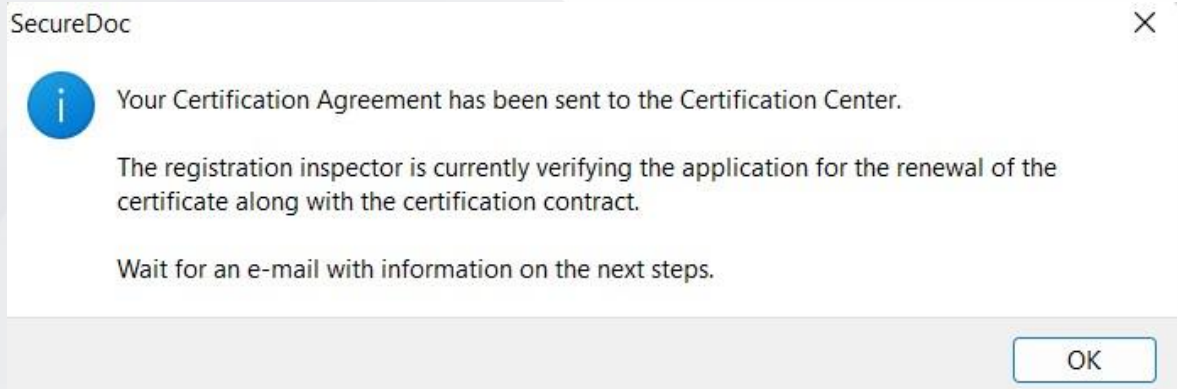 SecureDoc
Your Certification Agreement has been sent to the Certification Center.
The registration inspector is currently verifying the application for the renewal of the
certificate along with the certification contract.
Wait for an e-mail with information on the next steps.
OK